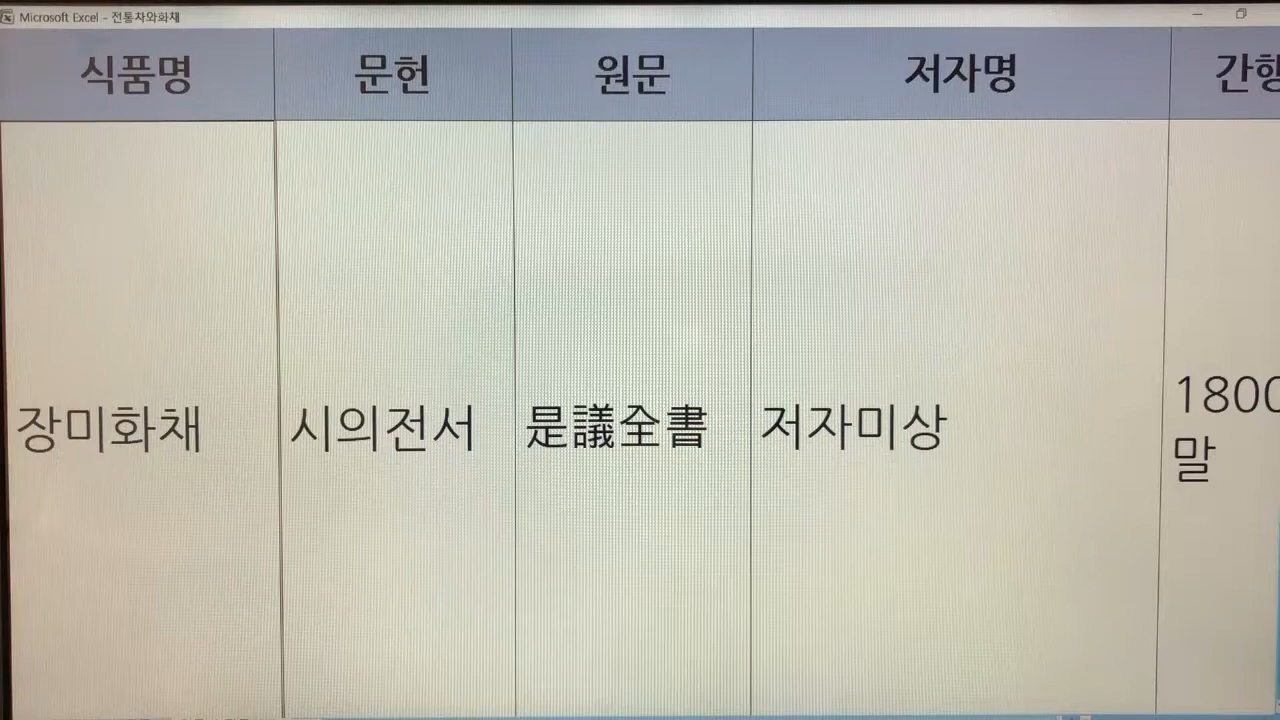 Microsoft Excel - 전통차와화채
식품명 문헌 원문 저자명 간행
장미화채 시의전서 是議全書 저자미상 1800
말